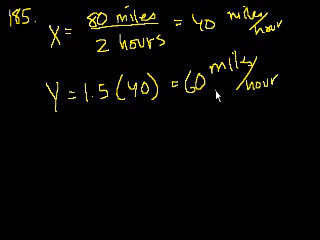 185. X = 80 miles / 2 hours = 40 miles/hour
Y = 1.5 (40) = 60 miles/hour